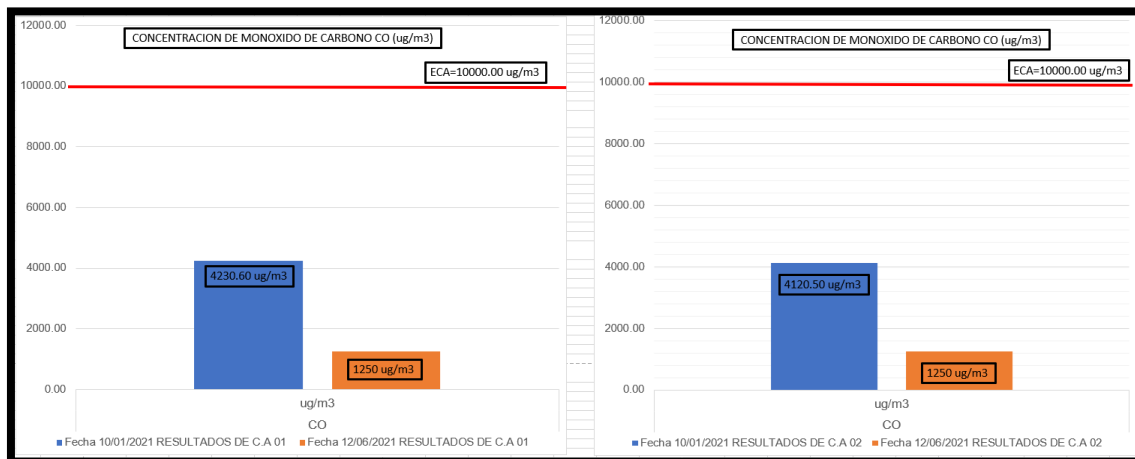 12000.00
CONCENTRACION DE MONOXIDO DE CARBONO CO (ug/m3)
ECA=10000.00 ug/m3
10000.00
8000.00
6000.00
4000.00
4230.60 ug/m3
2000.00
1250 ug/m3
0.00
ug/m3
CO
Fecha 10/01/2021 RESULTADOS DE C.A 01 Fecha 12/06/2021 RESULTADOS DE C.A 01
12000.00
CONCENTRACION DE MONOXIDO DE CARBONO CO (ug/m3)
ECA=10000.00 ug/m3
10000.00
8000.00
6000.00
4000.00
4120.50 ug/m3
2000.00
1250 ug/m3
0.00
ug/m3
CO
Fecha 10/01/2021 RESULTADOS DE C.A 02 Fecha 12/06/2021 RESULTADOS DE C.A 02